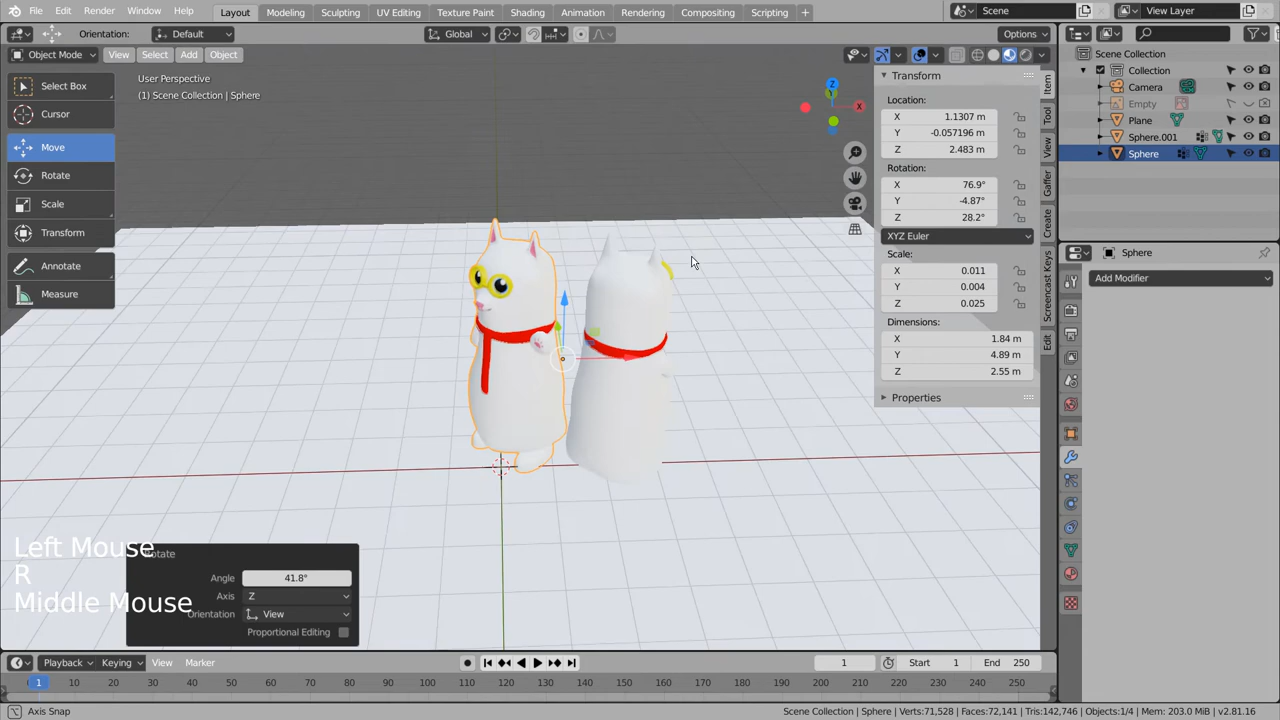 File Edit Render Window Help
Layout Modeling Sculpting UV Editing Texture Paint Shading Animation Rendering Compositing Scripting +
Scene
View Layer
Orientation: Default
Global
Options
Object Mode View Select Add Object
User Perspective
(1) Scene Collection | Sphere
Select Box
Cursor
Move
Rotate
Scale
Transform
Annotate
Measure
Z
X
Transform
Location:
X 1.1307 m
Y -0.057196 m
Z 2.483 m
Rotation:
X 76.9°
Y -4.87°
Z 28.2°
XYZ Euler
Scale:
X 0.011
Y 0.004
Z 0.025
Dimensions:
X 1.84 m
Y 4.89 m
Z 2.55 m
Properties
Item
Tool
View
Gaffer
Create
Screencast Keys
Edit
Scene Collection
Collection
Camera
Empty
Plane
Sphere.001
Sphere
Sphere
Add Modifier
Left Mouse
R
Middle Mouse
Rotate
Angle 41.8°
Axis Z
Orientation View
Proportional Editing
Playback Keying View Marker
1 Start 1 End 250
1 10 20 30 40 50 60 70 80 90 100 110 120 130 140 150 160 170 180 190 200 210 220 230 240 250
Axis Snap
Scene Collection | Sphere | Verts:71,528 | Faces:72,141 | Tris:142,746 | Objects:1/4 | Mem: 203.0 MiB | v2.81.16